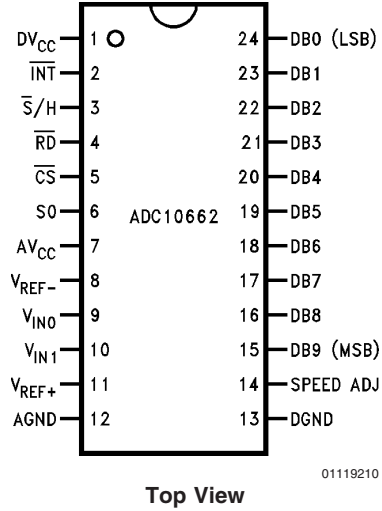 DVCC 1 24 DB0 (LSB)
INT 2 23 DB1
S/H 3 22 DB2
RD 4 21 DB3
CS 5 20 DB4
S0 6 ADC10662 19 DB5
AVCC 7 18 DB6
VREF− 8 17 DB7
VIN0 9 16 DB8
VIN1 10 15 DB9 (MSB)
VREF+ 11 14 SPEED ADJ
AGND 12 13 DGND
01119210
Top View